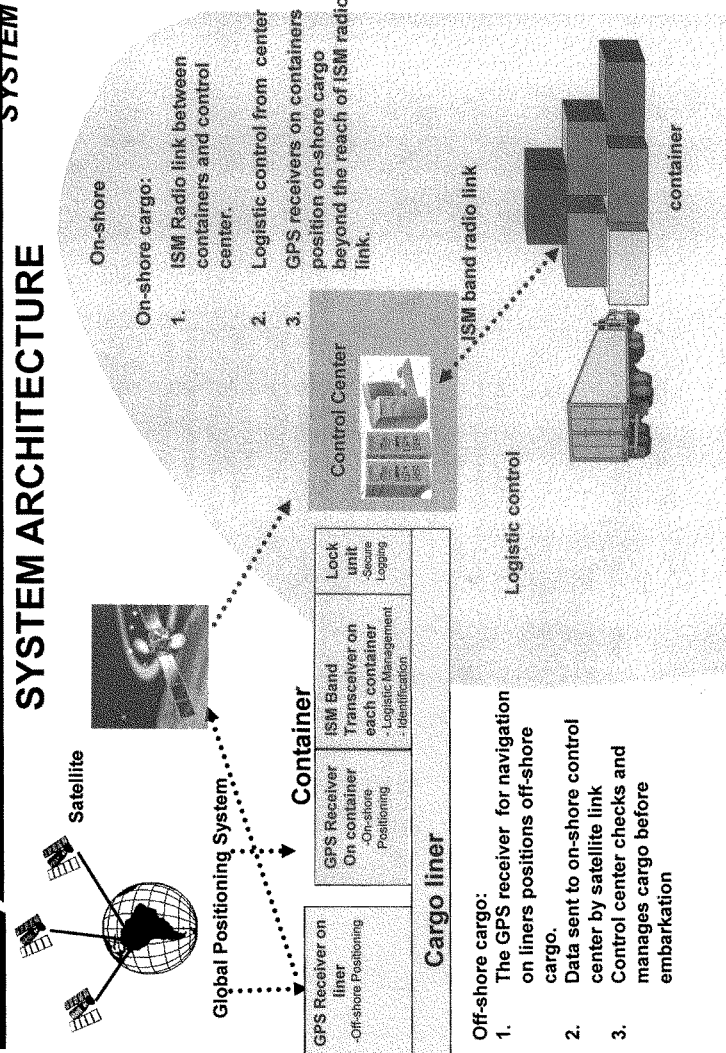 SYSTEM
SYSTEM ARCHITECTURE
Satellite
Global Positioning System
On-shore
On-shore cargo:
1. ISM Radio link between
containers and control
center.
2. Logistic control from center
3. GPS receivers on containers
position on-shore cargo
beyond the reach of ISM radio
link.
Container
GPS Receiver on
liner
-Off-shore Positioning
GPS Receiver
On container
-On-shore
Positioning
ISM Band
Transceiver on
each container
- Logistic Management
- Identification
Lock
unit
-Secure
Logging
Cargo liner
Control Center
ISM band radio link
Logistic control
container
Off-shore cargo:
1. The GPS receiver for navigation
on liners positions off-shore
cargo.
2. Data sent to on-shore control
center by satellite link
3. Control center checks and
manages cargo before
embarkation